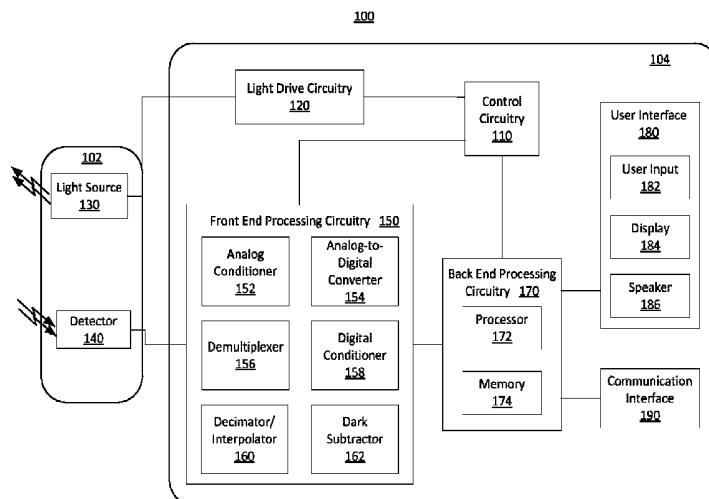 100
104
Light Drive Circuitry
120
Control
Circuitry
110
User Interface
180
User Input
182
Display
184
Speaker
186
102
Light Source
130
Detector
140
Front End Processing Circuitry 150
Analog
Conditioner
152
Analog-to-
Digital
Converter
154
Demultiplexer
156
Digital
Conditioner
158
Decimator/
Interpolator
160
Dark
Subtractor
162
Back End Processing
Circuitry 170
Processor
172
Memory
174
Communication
Interface
190